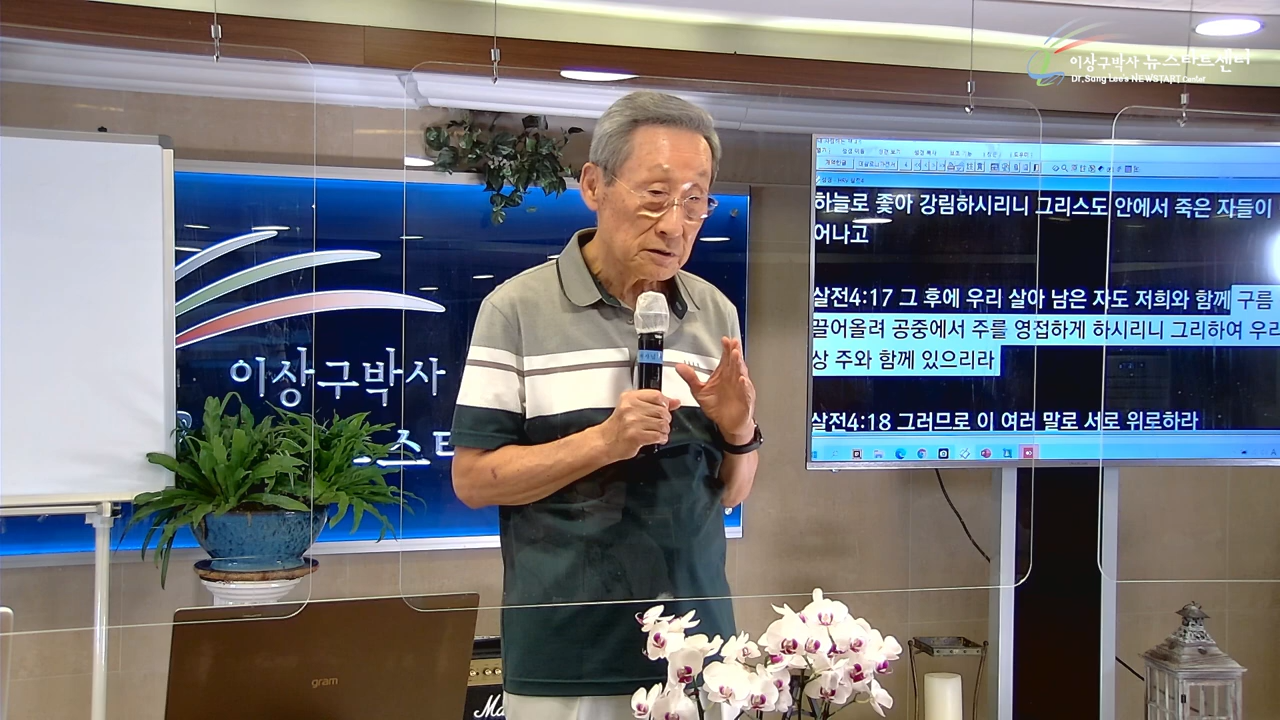 이상구박사 뉴스타트센터
Dr. Sang Lee's NEWSTART Center
이상구박사
하늘로 좇아 강림하시리니 그리스도 안에서 죽은 자들이
어나고
살전4:17 그 후에 우리 살아 남은 자도 저희와 함께 구름
끌어올려 공중에서 주를 영접하게 하시리니 그리하여 우리
상 주와 함께 있으리라
살전4:18 그러므로 이 여러 말로 서로 위로하라
gram
Ma